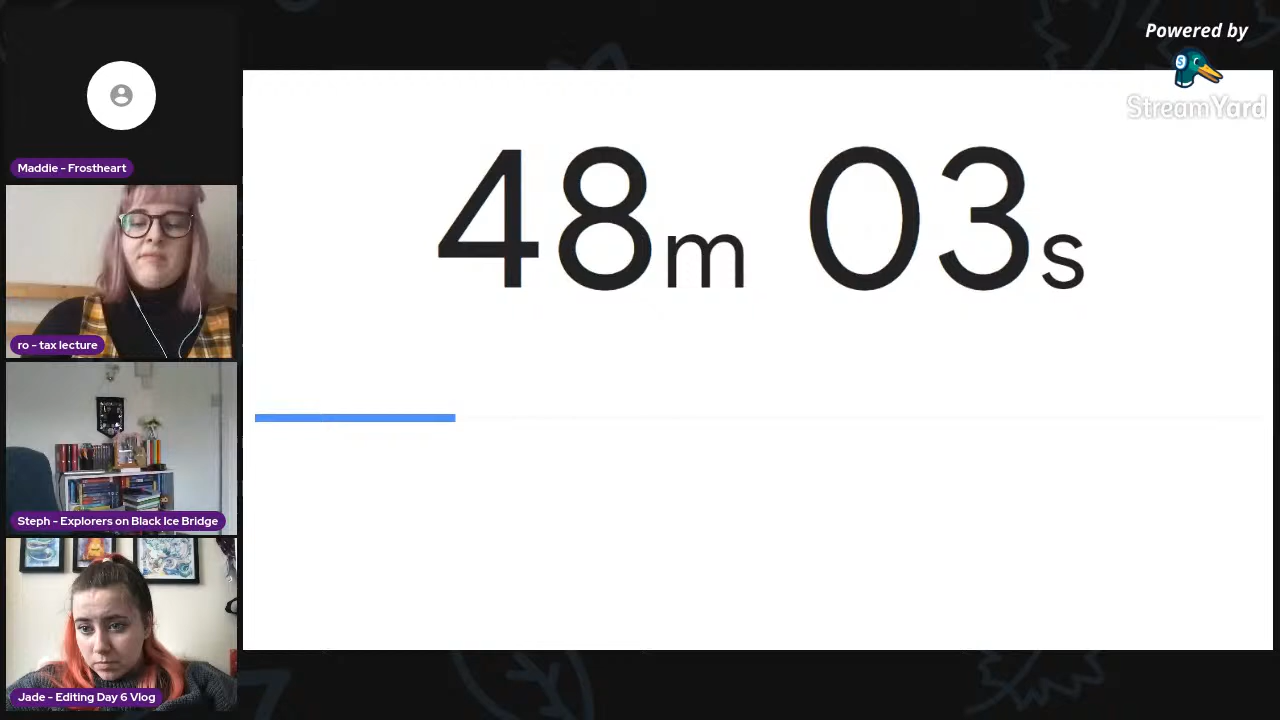 Powered by
StreamYard
48m 03s
Maddie - Frostheart
ro - tax lecture
Steph - Explorers on Black Ice Bridge
Jade - Editing Day 6 Vlog